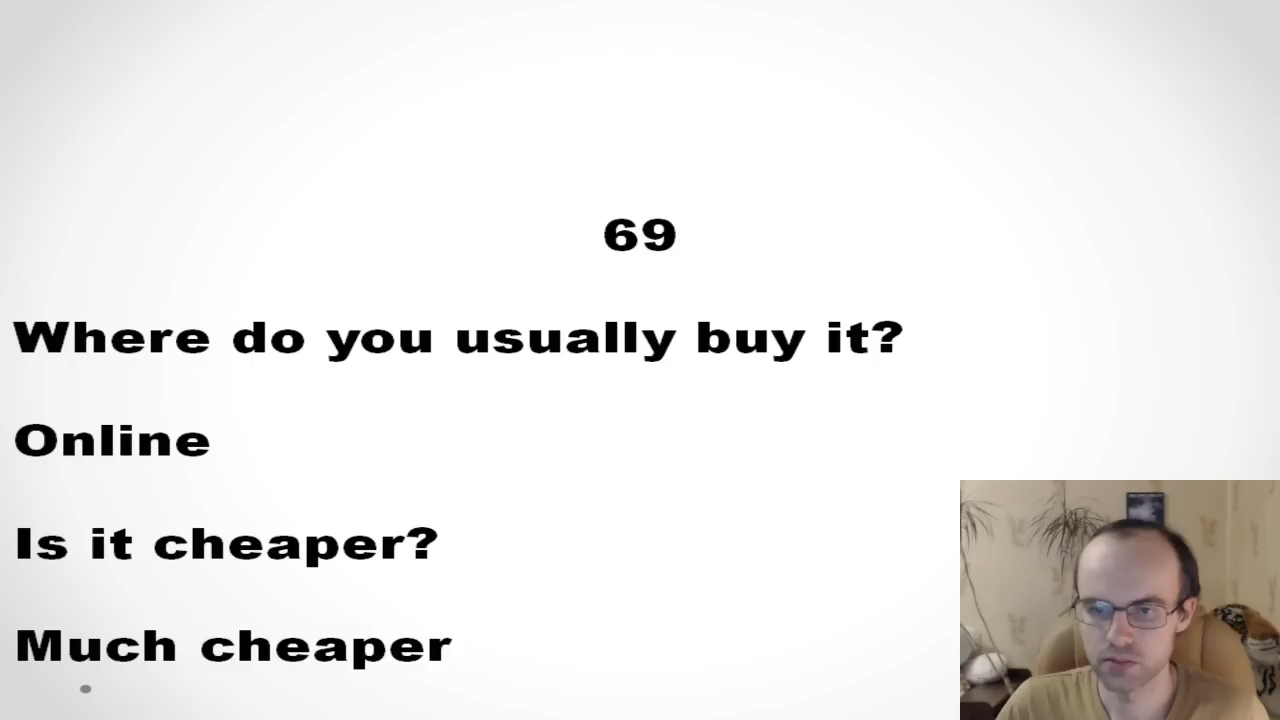 69
Where do you usually buy it?
Online
Is it cheaper?
Much cheaper